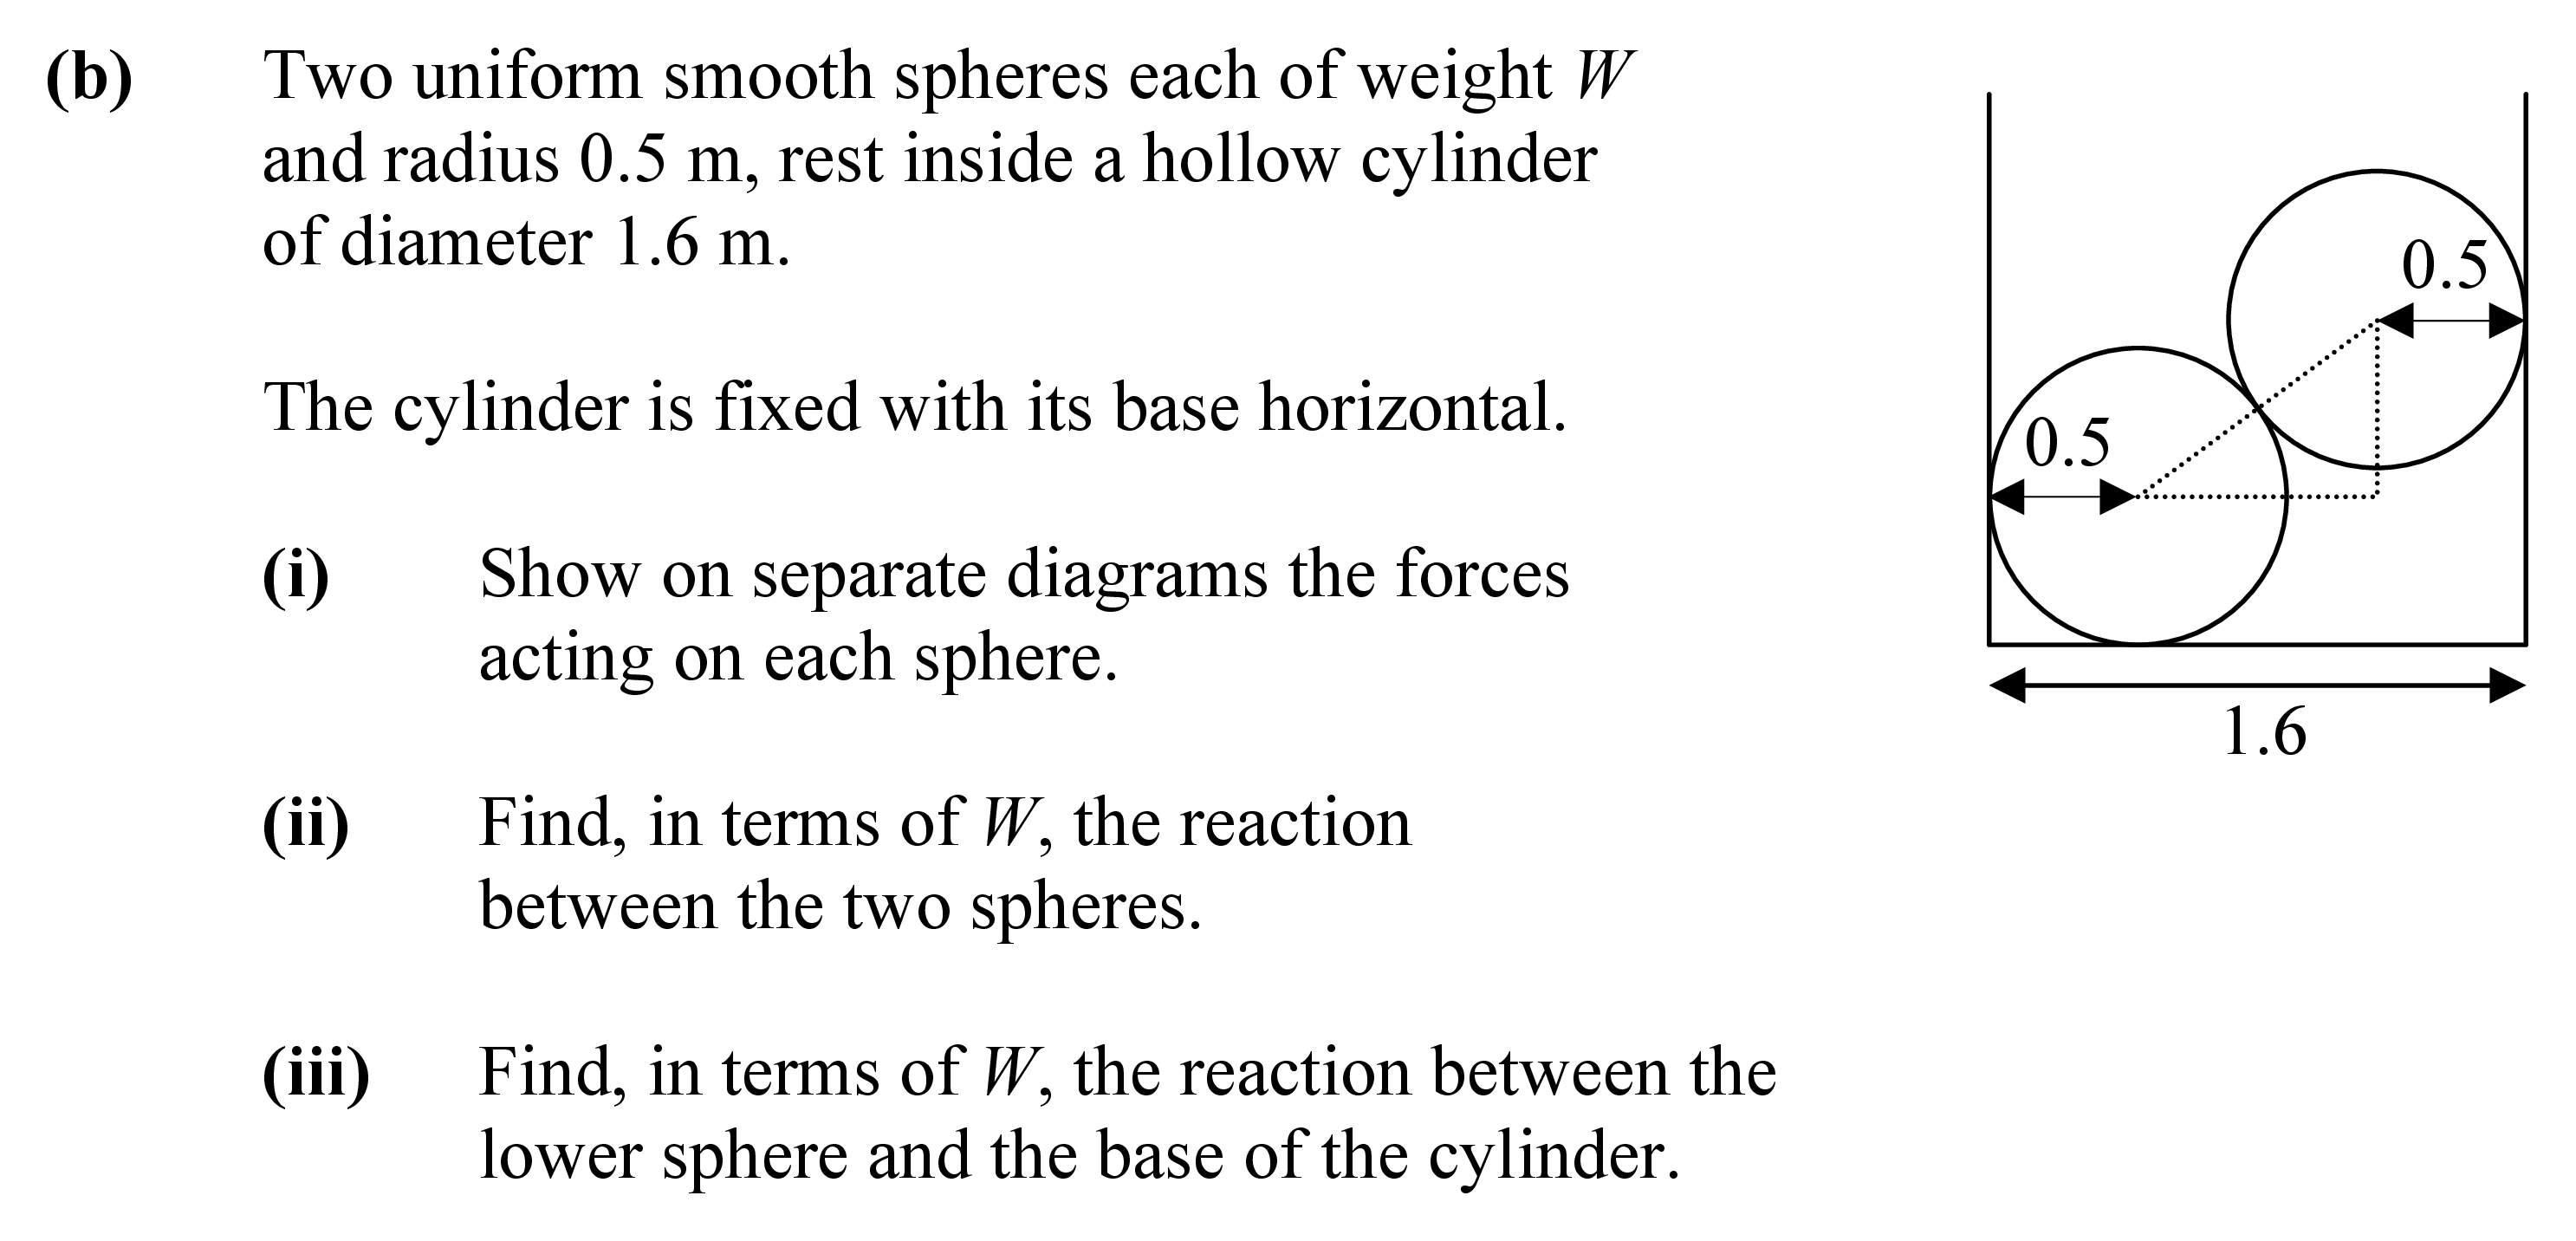 (b) Two uniform smooth spheres each of weight W
and radius 0.5 m, rest inside a hollow cylinder
of diameter 1.6 m.
The cylinder is fixed with its base horizontal.
(i) Show on separate diagrams the forces
acting on each sphere.
(ii) Find, in terms of W, the reaction
between the two spheres.
(iii) Find, in terms of W, the reaction between the
lower sphere and the base of the cylinder.
0.5
0.5
1.6